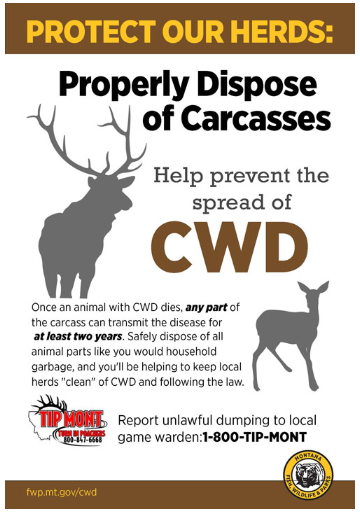 PROTECT OUR HERDS:
Properly Dispose
of Carcasses
Help prevent the
spread of
CWD
Once an animal with CWD dies, any part of
the carcass can transmit the disease for
at least two years. Safely dispose of all
animal parts like you would household
garbage, and you'll be helping to keep local
herds "clean" of CWD and following the law.
TIP MONT
TURN IN POACHERS
800-847-6668
Report unlawful dumping to local
game warden:1-800-TIP-MONT
MONTANA
FISH, WILDLIFE & PARKS
fwp.mt.gov/cwd